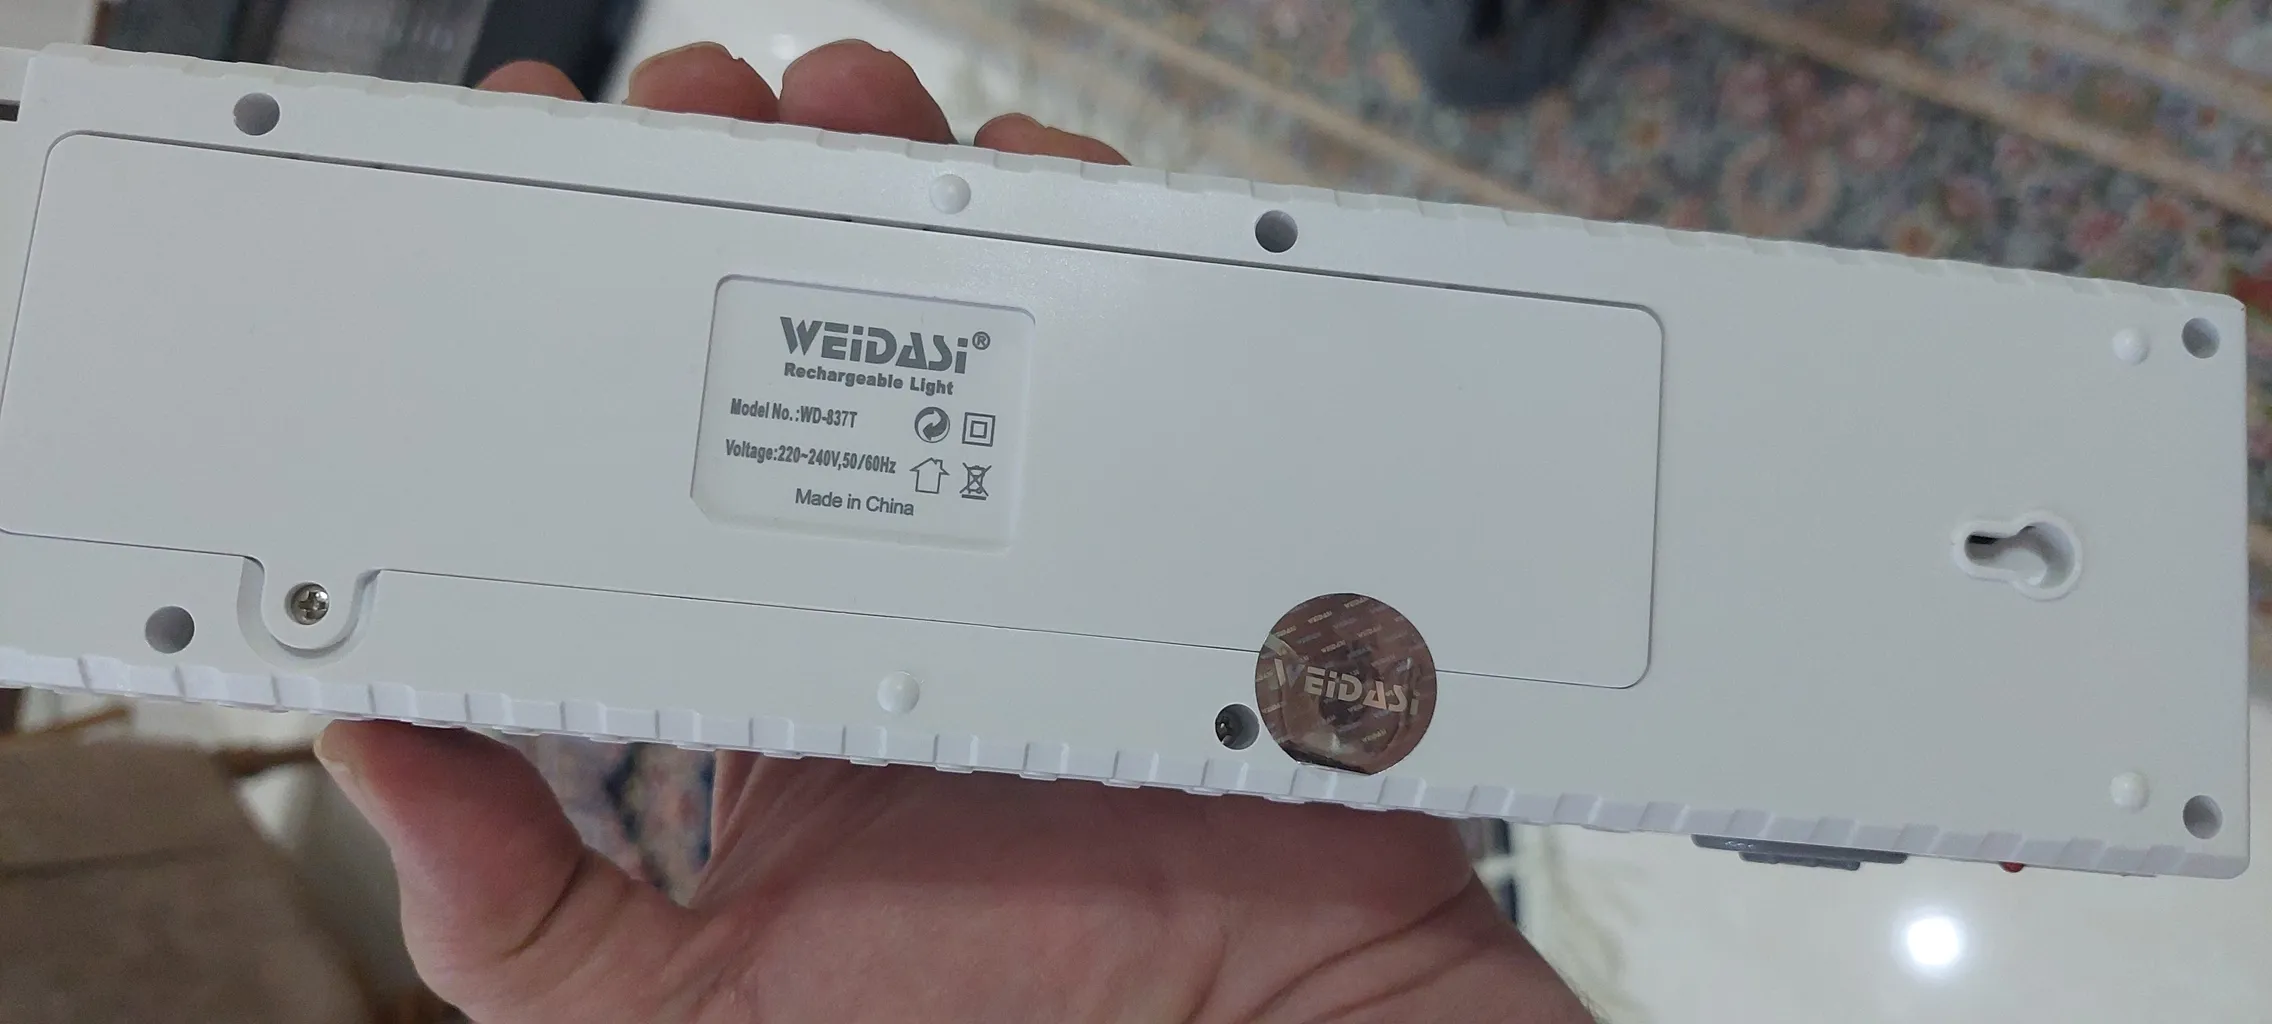 WEiDASi®
Rechargeable Light
Model No.:WD-837T
Voltage:220~240V,50/60Hz
Made in China
WEiDASi